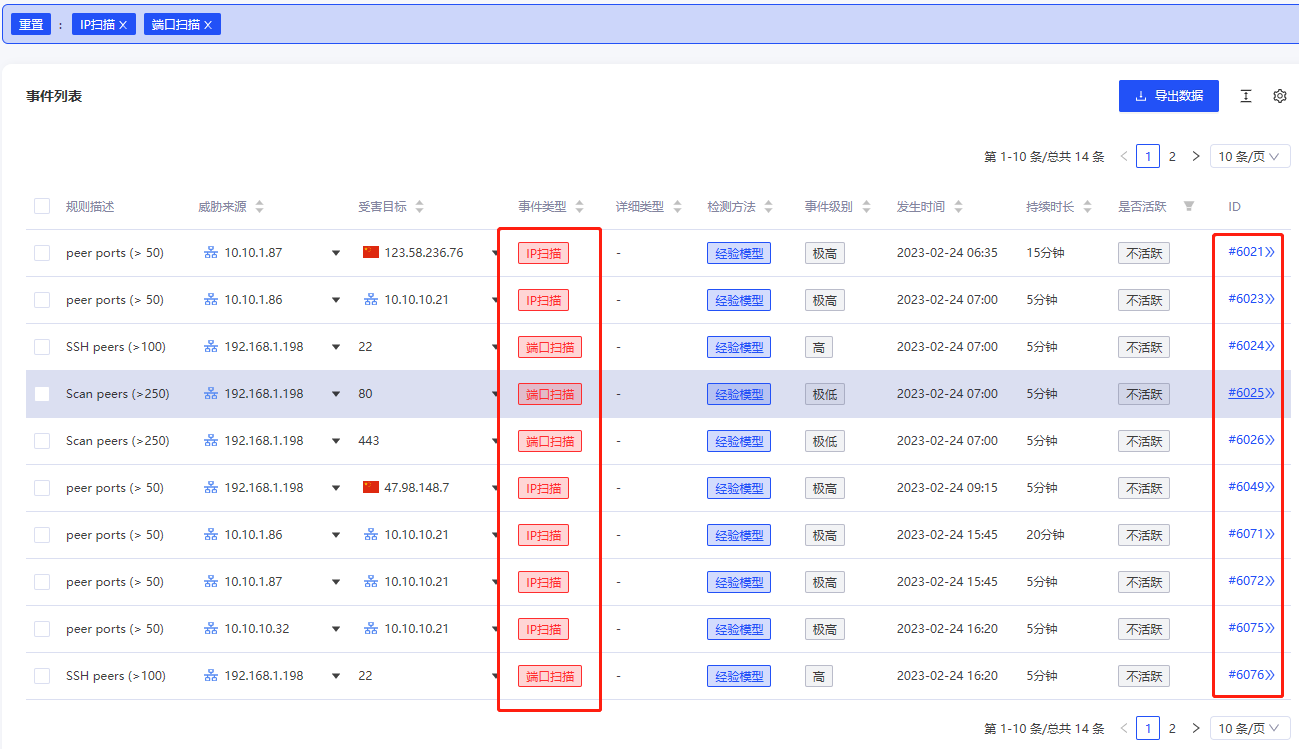 重置 : IP扫描 × 端口扫描 ×
事件列表 导出数据
第 1-10 条/总共 14 条 < 1 2 > 10 条/页
规则描述 威胁来源 受害目标 事件类型 详细类型 检测方法 事件级别 发生时间 持续时长 是否活跃 ID
peer ports (> 50) 10.10.1.87 123.58.236.76 IP扫描 - 经验模型 极高 2023-02-24 06:35 15分钟 不活跃 #6021»
peer ports (> 50) 10.10.1.86 10.10.10.21 IP扫描 - 经验模型 极高 2023-02-24 07:00 5分钟 不活跃 #6023»
SSH peers (>100) 192.168.1.198 22 端口扫描 - 经验模型 高 2023-02-24 07:00 5分钟 不活跃 #6024»
Scan peers (>250) 192.168.1.198 80 端口扫描 - 经验模型 极低 2023-02-24 07:00 5分钟 不活跃 #6025»
Scan peers (>250) 192.168.1.198 443 端口扫描 - 经验模型 极低 2023-02-24 07:00 5分钟 不活跃 #6026»
peer ports (> 50) 192.168.1.198 47.98.148.7 IP扫描 - 经验模型 极高 2023-02-24 09:15 5分钟 不活跃 #6049»
peer ports (> 50) 10.10.1.86 10.10.10.21 IP扫描 - 经验模型 极高 2023-02-24 15:45 20分钟 不活跃 #6071»
peer ports (> 50) 10.10.1.87 10.10.10.21 IP扫描 - 经验模型 极高 2023-02-24 15:45 5分钟 不活跃 #6072»
peer ports (> 50) 10.10.10.32 10.10.10.21 IP扫描 - 经验模型 极高 2023-02-24 16:20 5分钟 不活跃 #6075»
SSH peers (>100) 192.168.1.198 22 端口扫描 - 经验模型 高 2023-02-24 16:20 5分钟 不活跃 #6076»
第 1-10 条/总共 14 条 < 1 2 > 10 条/页